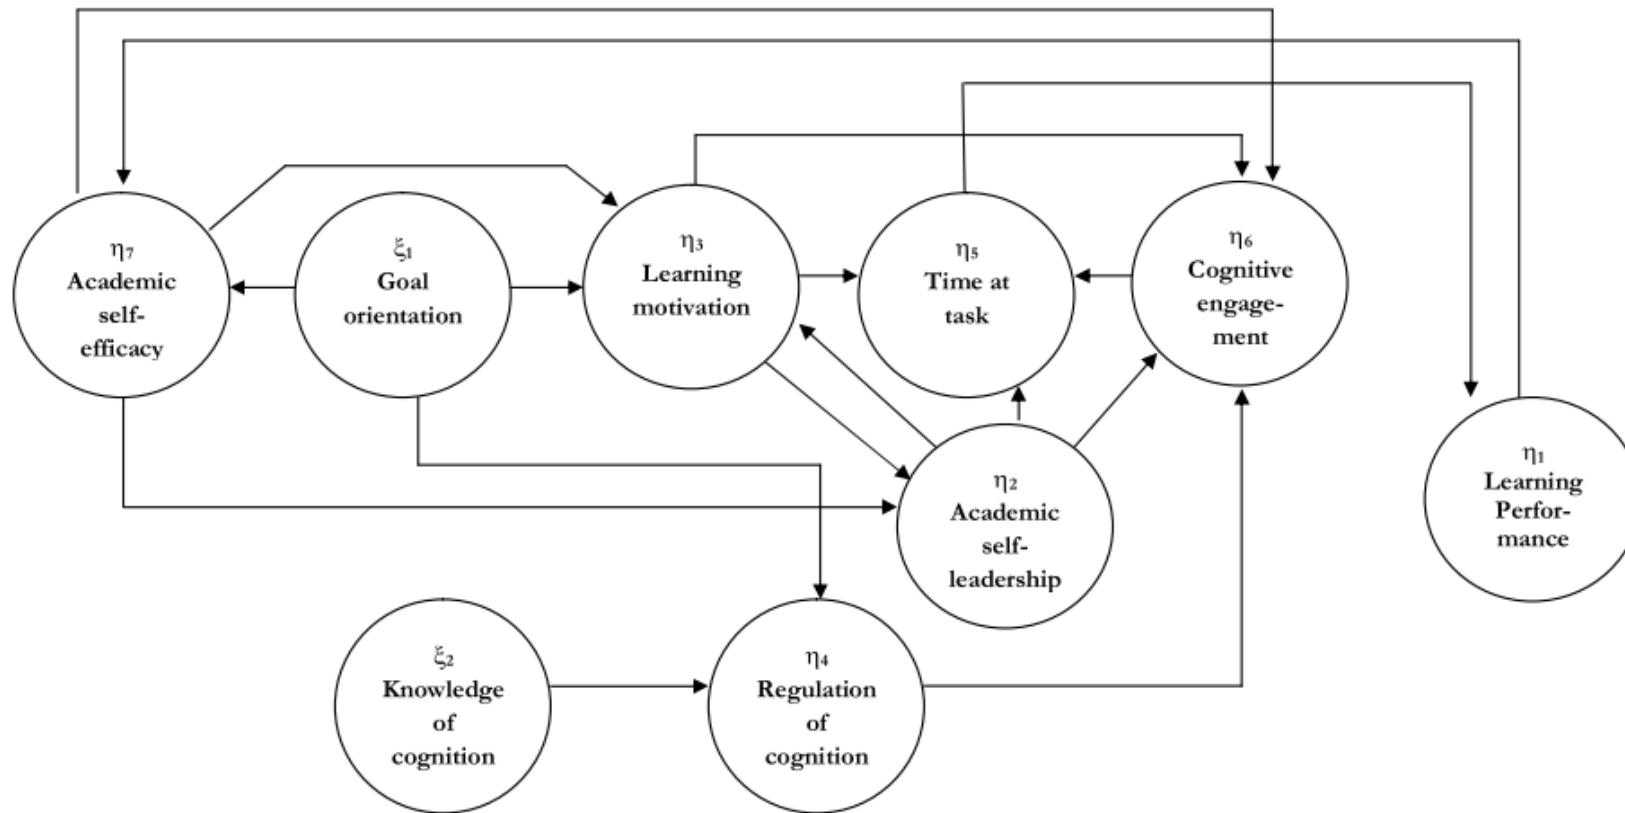 η₇
Academic
self-
efficacy
ξ₁
Goal
orientation
η₃
Learning
motivation
η₅
Time at
task
η₆
Cognitive
engage-
ment
η₂
Academic
self-
leadership
η₁
Learning
Perfor-
mance
ξ₂
Knowledge
of
cognition
η₄
Regulation
of
cognition